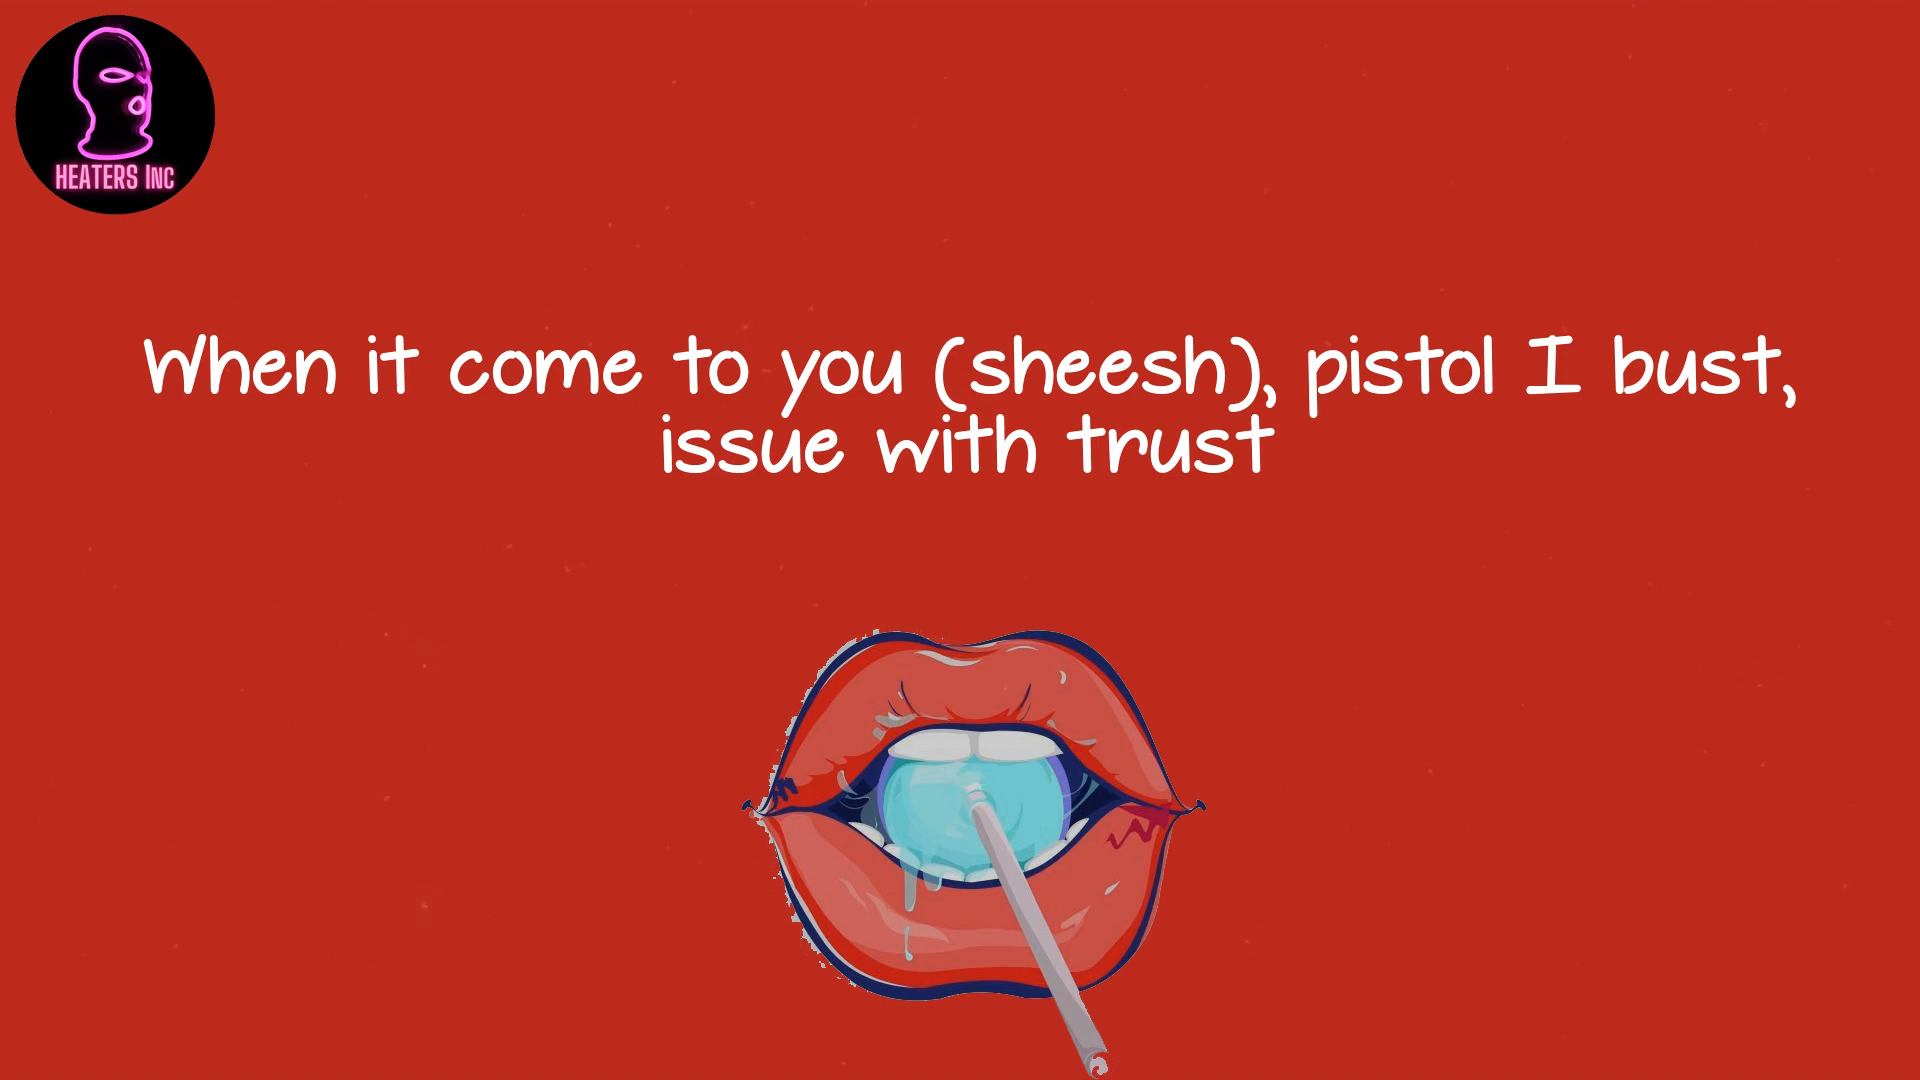 HEATERS INC
When it come to you (sheesh), pistol I bust,
issue with trust